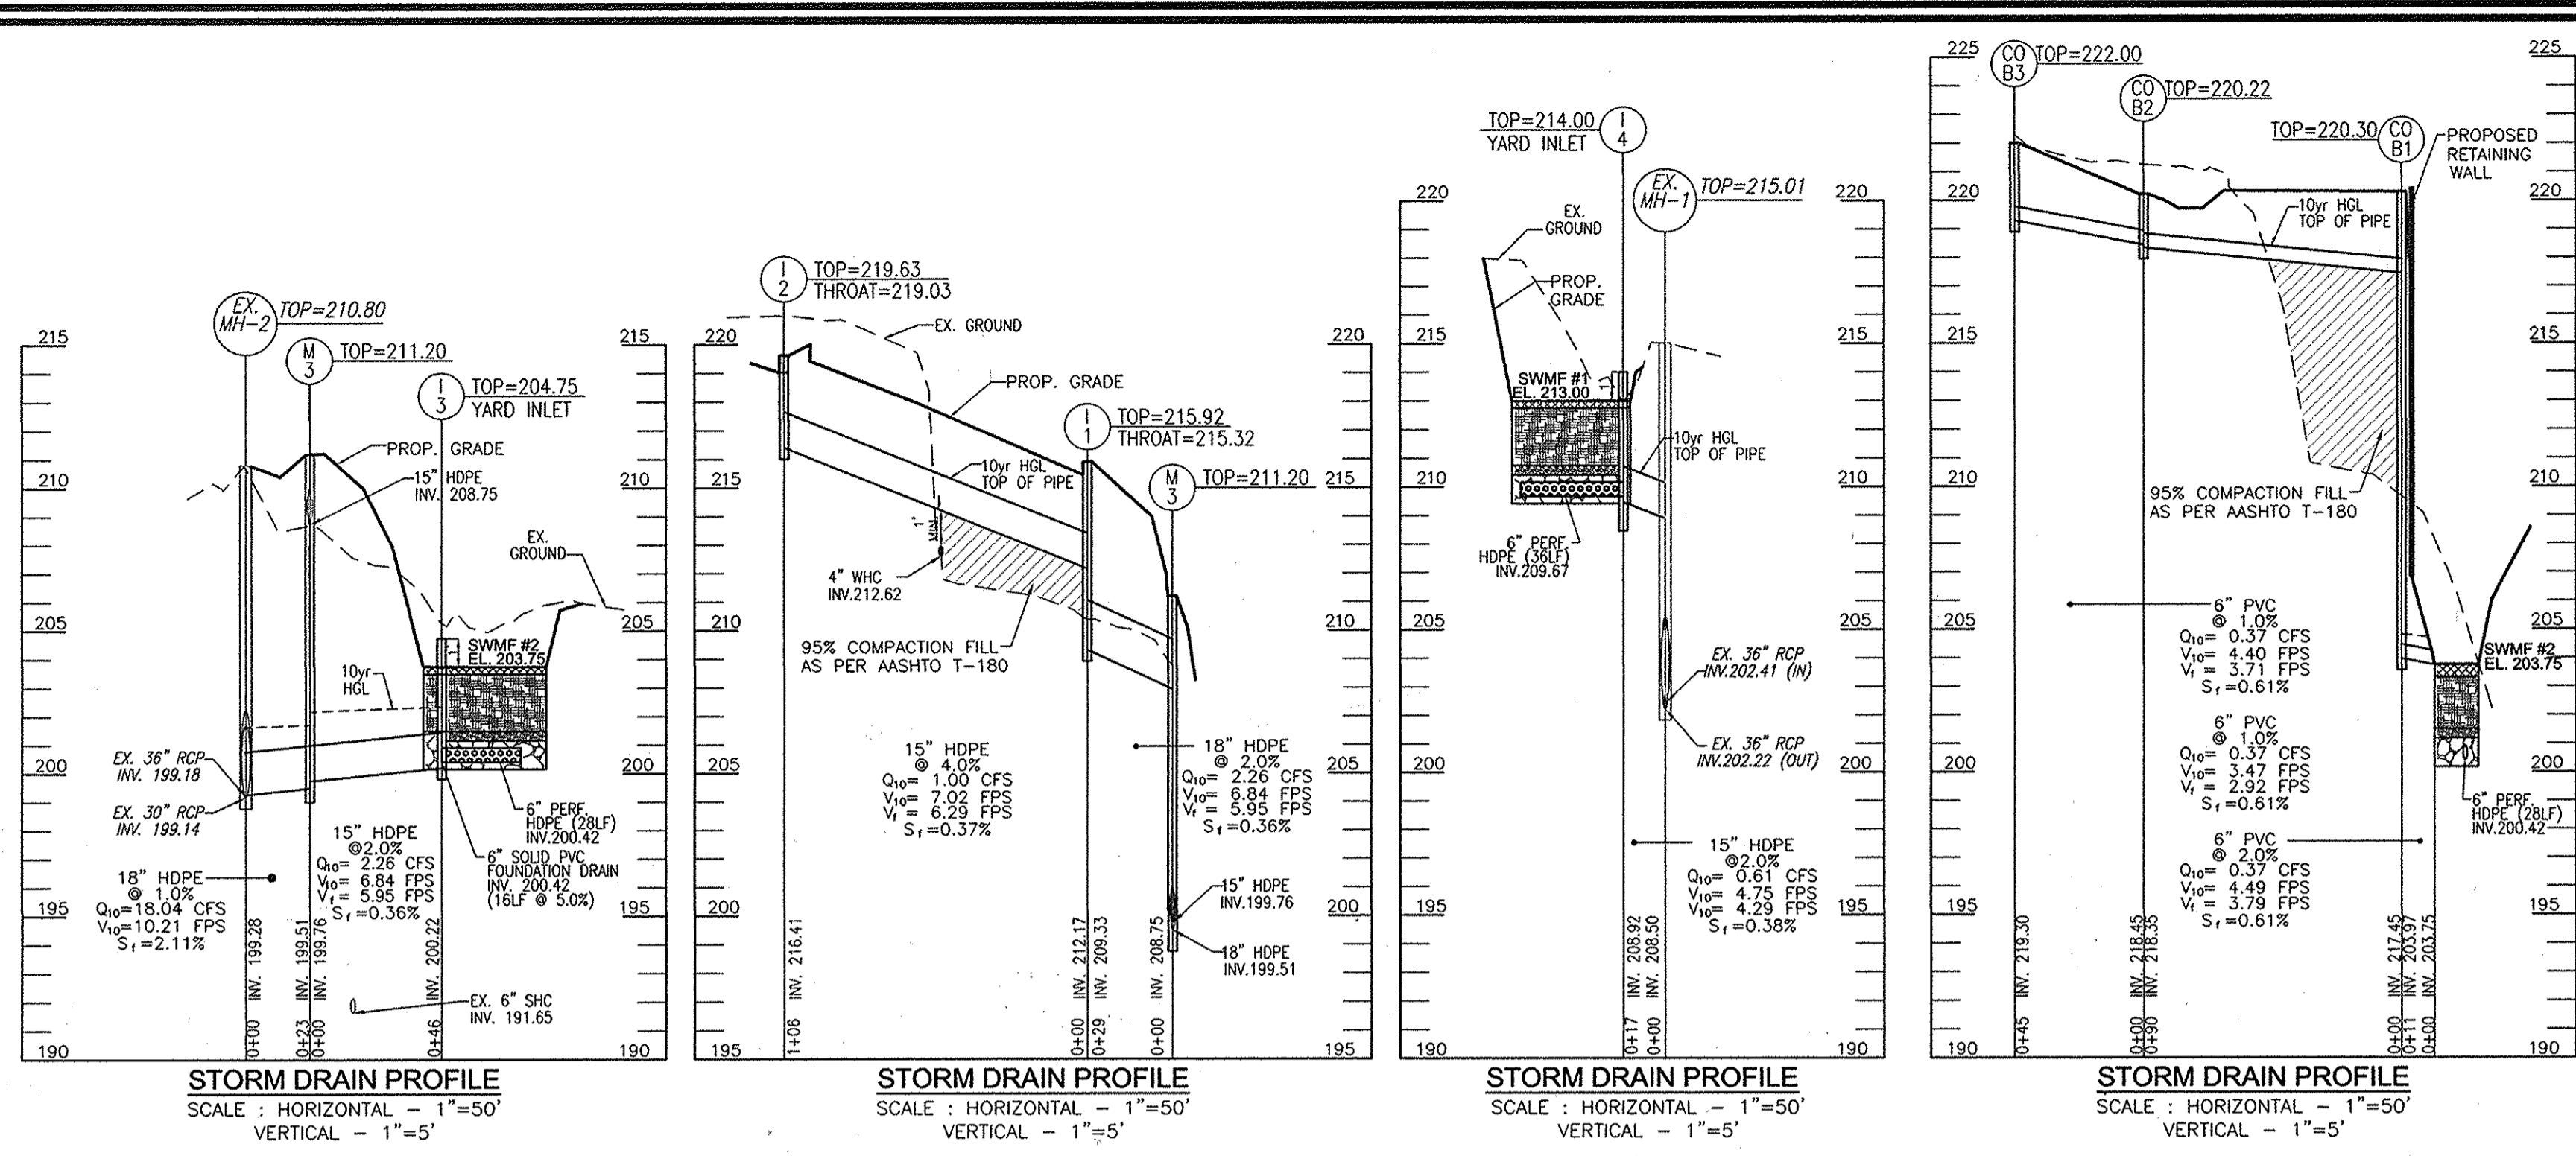 EX.
MH-2
TOP=210.80
M
3
TOP=211.20
I
3
TOP=204.75
YARD INLET
215
215
PROP. GRADE
15" HDPE
INV. 208.75
210
EX.
GROUND
205
205
1'
SWMF #2
EL. 203.75
10yr
HGL
EX. 36" RCP
INV. 199.18
200
200
EX. 30" RCP
INV. 199.14
6" PERF.
HDPE (28LF)
INV.200.42
6" SOLID PVC
FOUNDATION DRAIN
INV. 200.42
(16LF @ 5.0%)
18" HDPE
@ 1.0%
Q10=18.04 CFS
V10=10.21 FPS
Sf=2.11%
15" HDPE
@2.0%
Q10= 2.26 CFS
V10= 6.84 FPS
Vf = 5.95 FPS
Sf=0.36%
195
195
INV. 199.28
INV. 199.51
INV. 199.76
INV. 200.22
EX. 6" SHC
INV. 191.65
0+00
0+23
0+00
0+46
190
190
STORM DRAIN PROFILE
SCALE : HORIZONTAL – 1"=50'
VERTICAL – 1"=5'
I
2
TOP=219.63
THROAT=219.03
220
220
EX. GROUND
PROP. GRADE
I
1
TOP=215.92
THROAT=215.32
M
3
TOP=211.20
215
215
10yr HGL
TOP OF PIPE
1'
MIN.
4" WHC
INV.212.62
210
210
95% COMPACTION FILL
AS PER AASHTO T-180
205
205
15" HDPE
@ 4.0%
Q10= 1.00 CFS
V10= 7.02 FPS
Vf = 6.29 FPS
Sf=0.37%
18" HDPE
@ 2.0%
Q10= 2.26 CFS
V10= 6.84 FPS
Vf = 5.95 FPS
Sf=0.36%
200
200
15" HDPE
INV.199.76
18" HDPE
INV.199.51
INV. 216.41
INV. 212.17
INV. 209.33
INV. 208.75
1+06
0+00
0+29
0+00
195
195
STORM DRAIN PROFILE
SCALE : HORIZONTAL – 1"=50'
VERTICAL – 1"=5'
TOP=214.00
YARD INLET
I
4
EX.
MH-1
TOP=215.01
220
220
EX.
GROUND
PROP.
GRADE
215
215
SWMF #1
EL. 213.00
1'
10yr HGL
TOP OF PIPE
210
210
6" PERF.
HDPE (36LF)
INV.209.67
205
205
EX. 36" RCP
INV.202.41 (IN)
EX. 36" RCP
INV.202.22 (OUT)
200
200
15" HDPE
@2.0%
Q10= 0.61 CFS
V10= 4.75 FPS
V10= 4.29 FPS
Sf=0.38%
195
195
INV. 208.92
INV. 208.50
0+17
0+00
190
190
STORM DRAIN PROFILE
SCALE : HORIZONTAL – 1"=50'
VERTICAL – 1"=5'
225
225
CO
B3
TOP=222.00
CO
B2
TOP=220.22
TOP=220.30
CO
B1
PROPOSED
RETAINING
WALL
220
220
10yr HGL
TOP OF PIPE
215
215
210
210
95% COMPACTION FILL
AS PER AASHTO T-180
205
205
6" PVC
@ 1.0%
Q10= 0.37 CFS
V10= 4.40 FPS
Vf = 3.71 FPS
Sf=0.61%
SWMF #2
EL. 203.75
200
200
6" PVC
@ 1.0%
Q10= 0.37 CFS
V10= 3.47 FPS
Vf = 2.92 FPS
Sf=0.61%
6" PERF.
HDPE (28LF)
INV.200.42
6" PVC
@ 2.0%
Q10= 0.37 CFS
V10= 4.49 FPS
Vf = 3.79 FPS
Sf=0.61%
195
195
INV. 219.30
INV. 218.45
INV. 218.35
INV. 217.45
INV. 203.97
INV. 203.75
0+45
0+00
0+90
0+00
0+11
0+00
190
190
STORM DRAIN PROFILE
SCALE : HORIZONTAL – 1"=50'
VERTICAL – 1"=5'